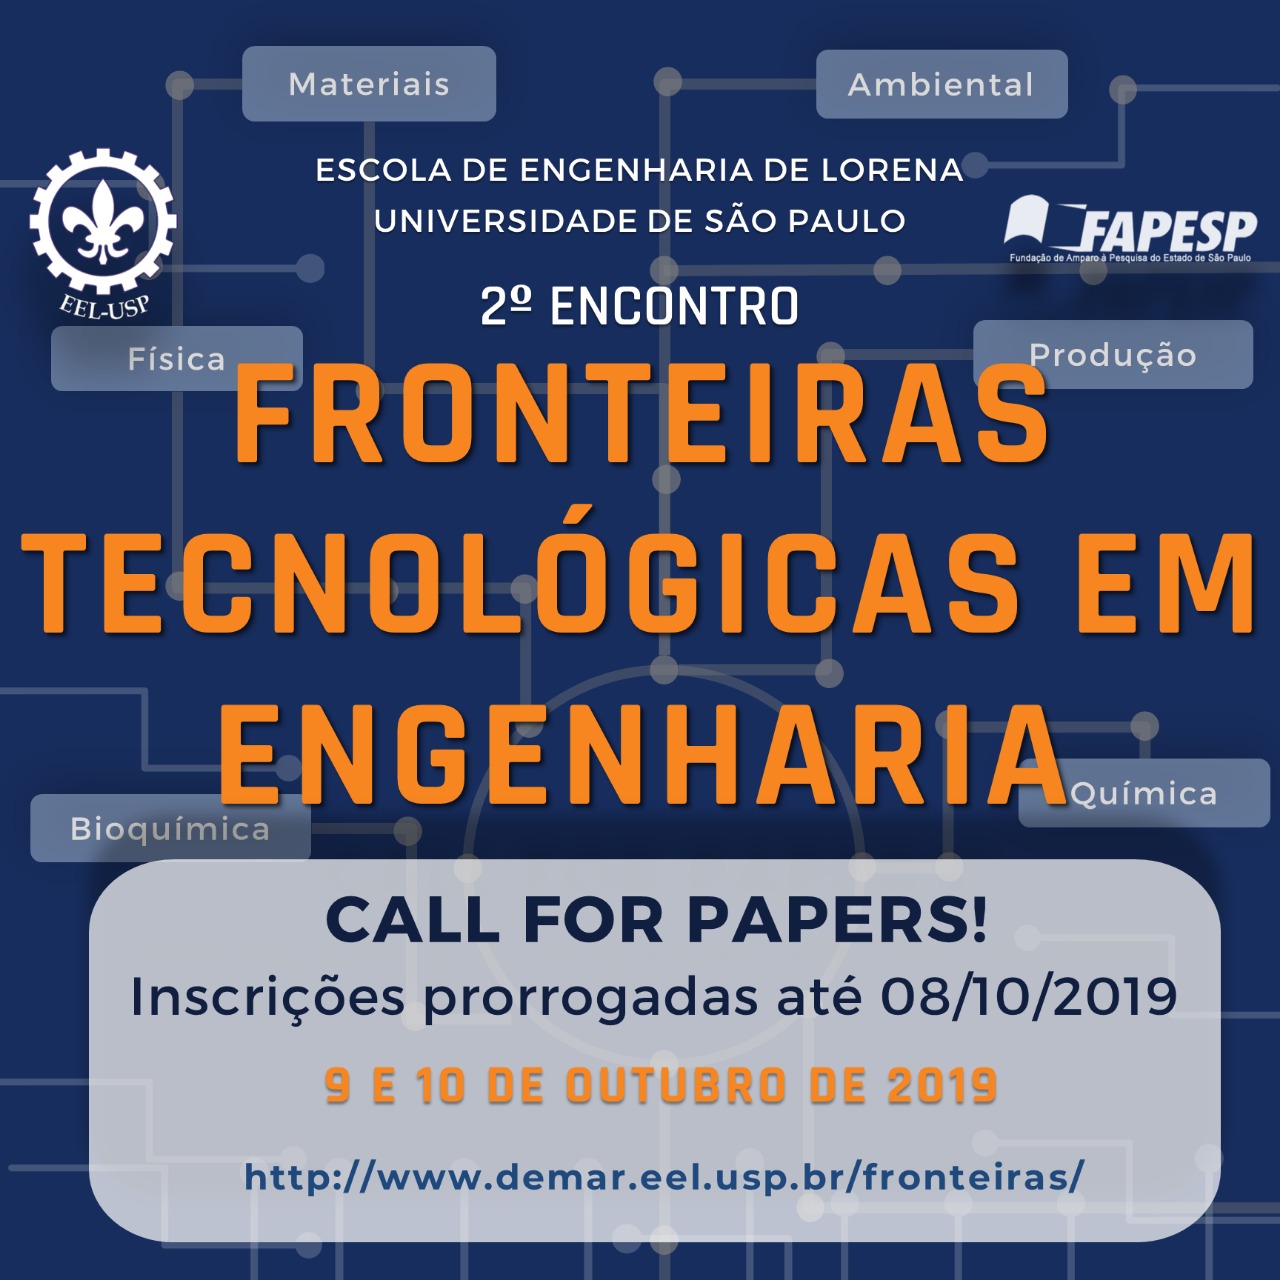 Materiais
Ambiental
ESCOLA DE ENGENHARIA DE LORENA
UNIVERSIDADE DE SÃO PAULO
EEL-USP
FAPESP
Fundação de Amparo à Pesquisa do Estado de São Paulo
2º ENCONTRO
Física
Produção
FRONTEIRAS
TECNOLÓGICAS EM
ENGENHARIA
Química
Bioquímica
CALL FOR PAPERS!
Inscrições prorrogadas até 08/10/2019
9 E 10 DE OUTUBRO DE 2019
http://www.demar.eel.usp.br/fronteiras/